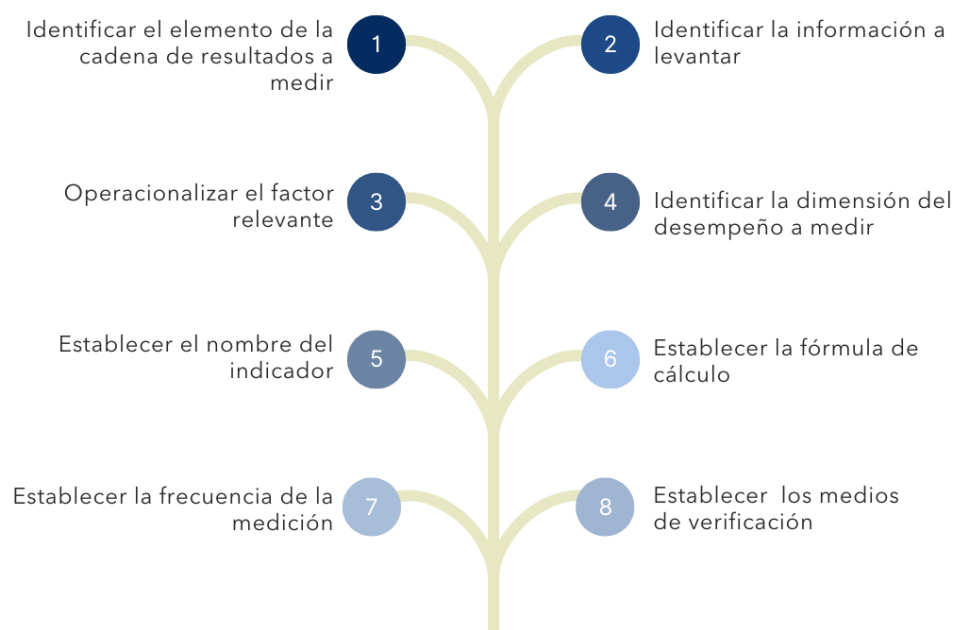 1
Identificar el elemento de la
cadena de resultados a
medir
2
Identificar la información a
levantar
3
Operacionalizar el factor
relevante
4
Identificar la dimensión del
desempeño a medir
5
Establecer el nombre del
indicador
6
Establecer la fórmula de
cálculo
7
Establecer la frecuencia de la
medición
8
Establecer  los medios
de verificación